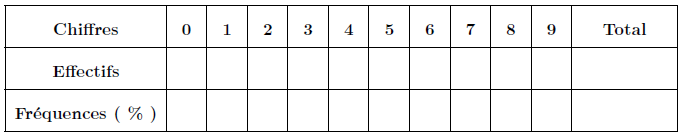 Chiffres 0 1 2 3 4 5 6 7 8 9 Total
Effectifs
Fréquences ( % )